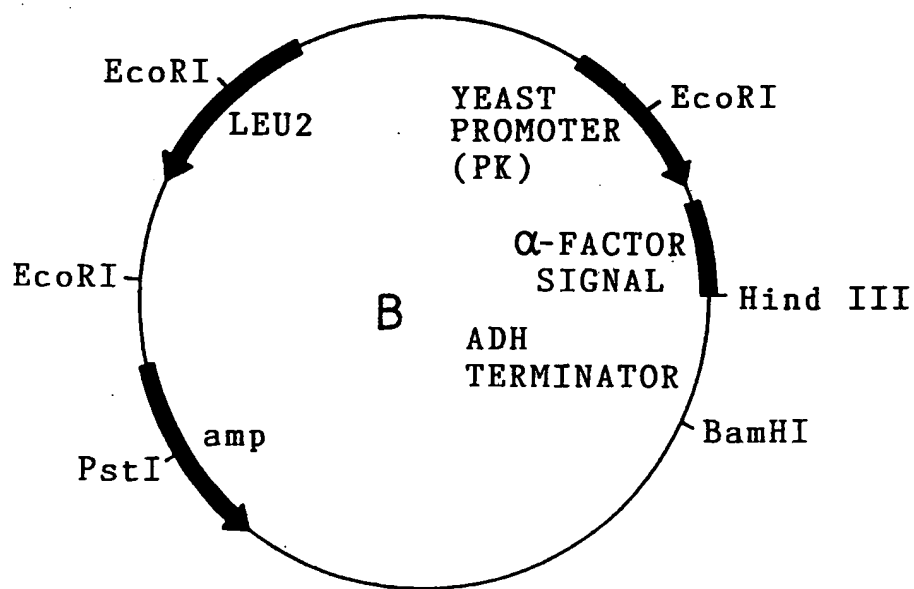 EcoRI
LEU2
YEAST
PROMOTER
(PK)
EcoRI
EcoRI
α-FACTOR
SIGNAL
Hind III
B
ADH
TERMINATOR
BamHI
amp
PstI